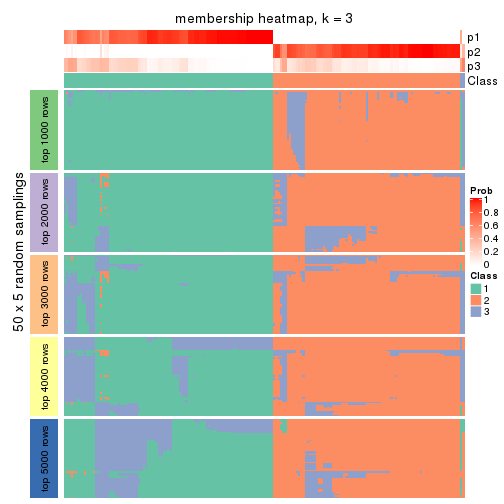 membership heatmap, k = 3
p1
p2
p3
Class
50 x 5 random samplings
top 1000 rows
top 2000 rows
top 3000 rows
top 4000 rows
top 5000 rows
Prob
1
0.8
0.6
0.4
0.2
0
Class
1
2
3